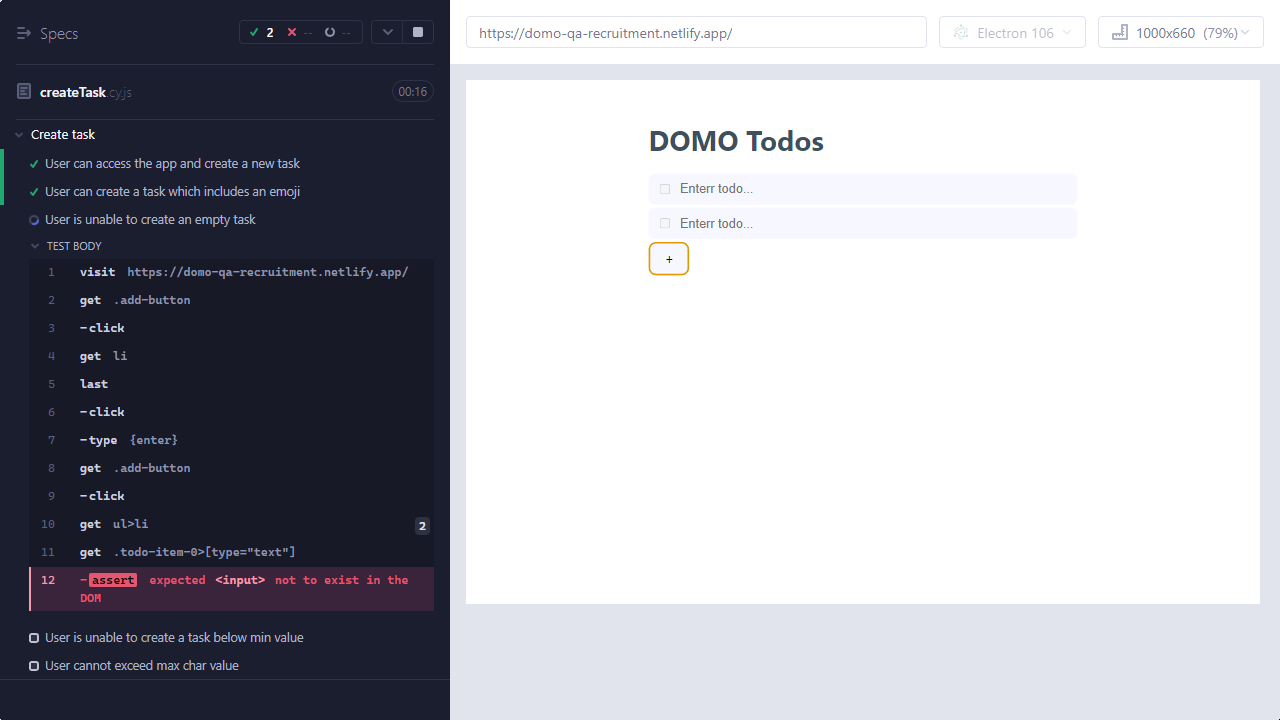 Specs
2
--
--
createTask.cy.js
00:16
Create task
User can access the app and create a new task
User can create a task which includes an emoji
User is unable to create an empty task
TEST BODY
1 visit https://domo-qa-recruitment.netlify.app/
2 get .add-button
3 -click
4 get li
5 last
6 -click
7 -type {enter}
8 get .add-button
9 -click
10 get ul>li 2
11 get .todo-item-0>[type="text"]
12 -assert expected <input> not to exist in the
DOM
User is unable to create a task below min value
User cannot exceed max char value
https://domo-qa-recruitment.netlify.app/
Electron 106
1000x660 (79%)
DOMO Todos
Enterr todo...
Enterr todo...
+